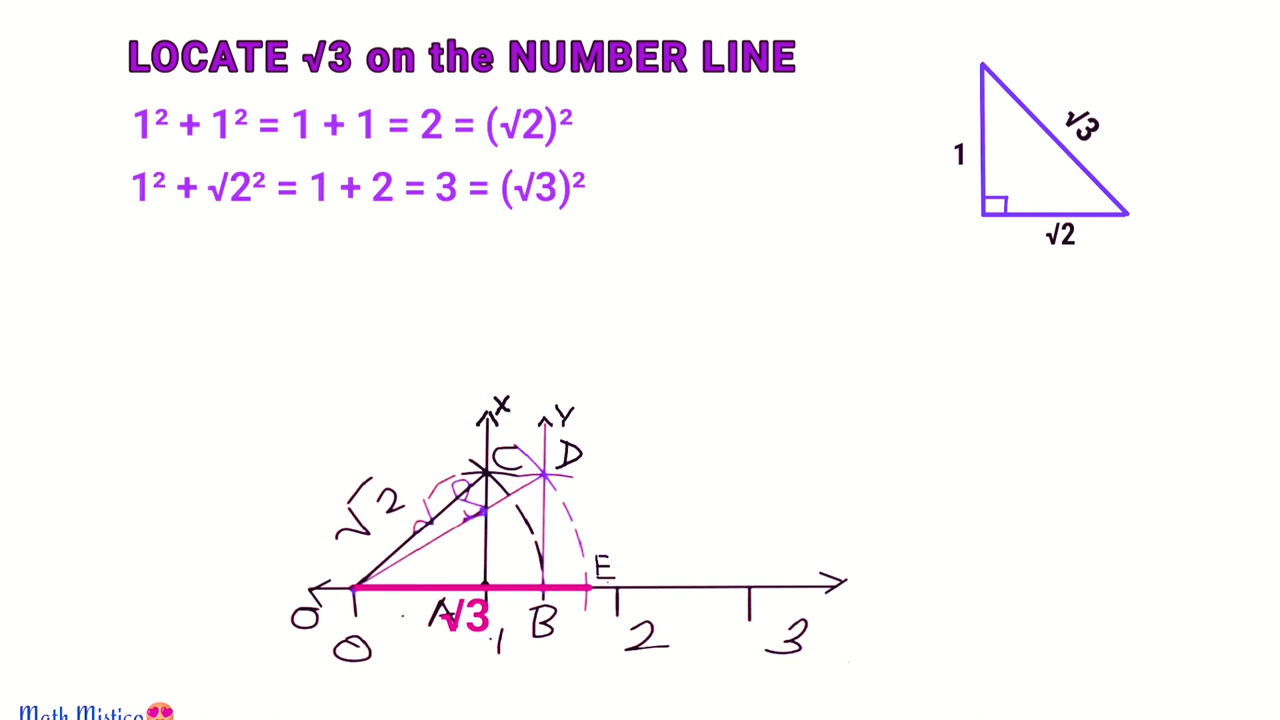 LOCATE √3 on the NUMBER LINE
1² + 1² = 1 + 1 = 2 = (√2)²
1² + √2² = 1 + 2 = 3 = (√3)²
√3
1
√2
X
Y
C
D
√2
E
O
A
√3
B
0
1
2
3
Math Mistico😍